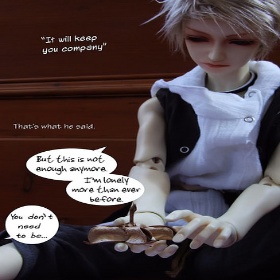 "It will keep
you company"
That's what he said.
But this is not
enough anymore.
I'm lonely
more than ever
before.
You don't
need
to be...